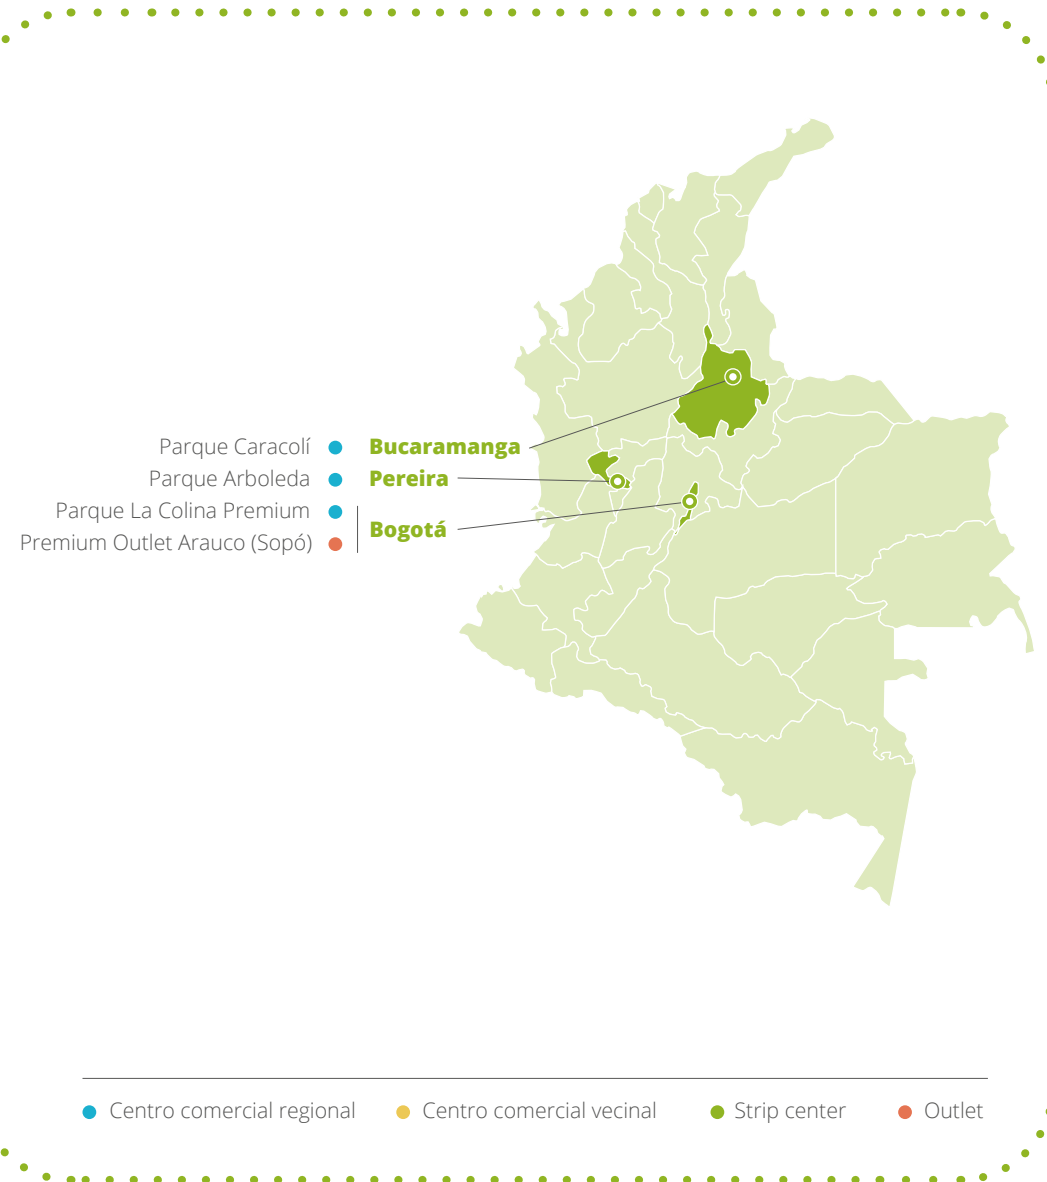 Parque Caracolí Bucaramanga
Parque Arboleda Pereira
Parque La Colina Premium
Bogotá
Premium Outlet Arauco (Sopó)
Centro comercial regional Centro comercial vecinal Strip center Outlet